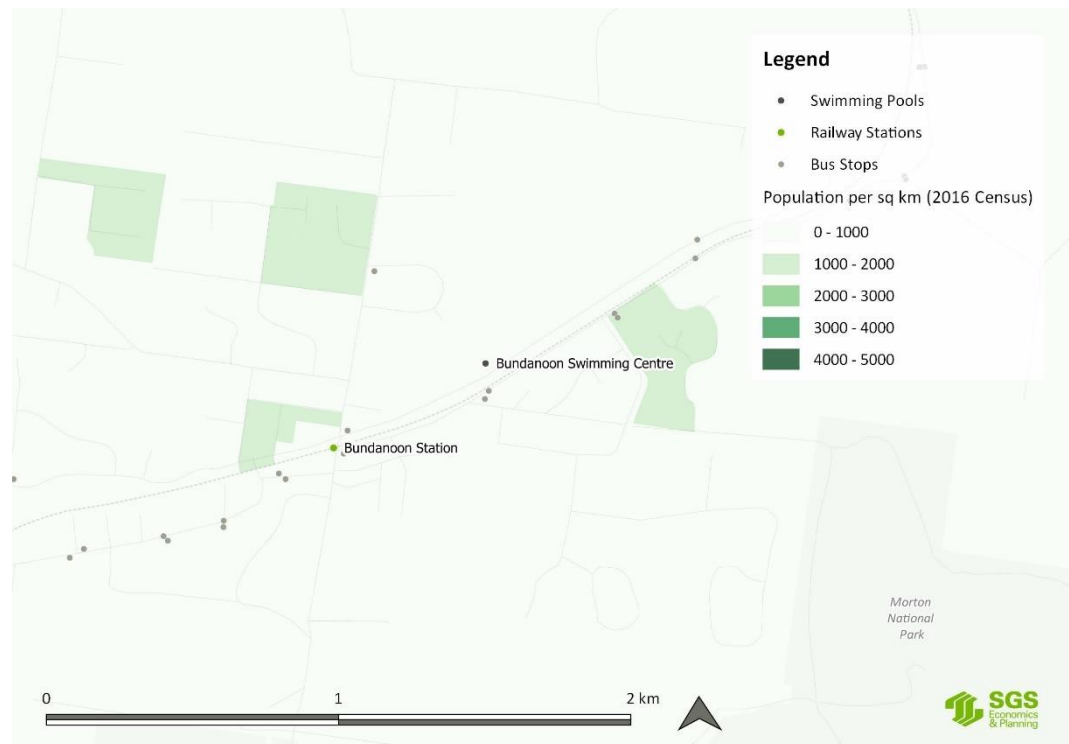 Legend
Swimming Pools
Railway Stations
Bus Stops
Population per sq km (2016 Census)
0 - 1000
1000 - 2000
2000 - 3000
3000 - 4000
4000 - 5000
Bundanoon Swimming Centre
Bundanoon Station
Morton
National
Park
0 1 2 km
SGS
Economics
& Planning